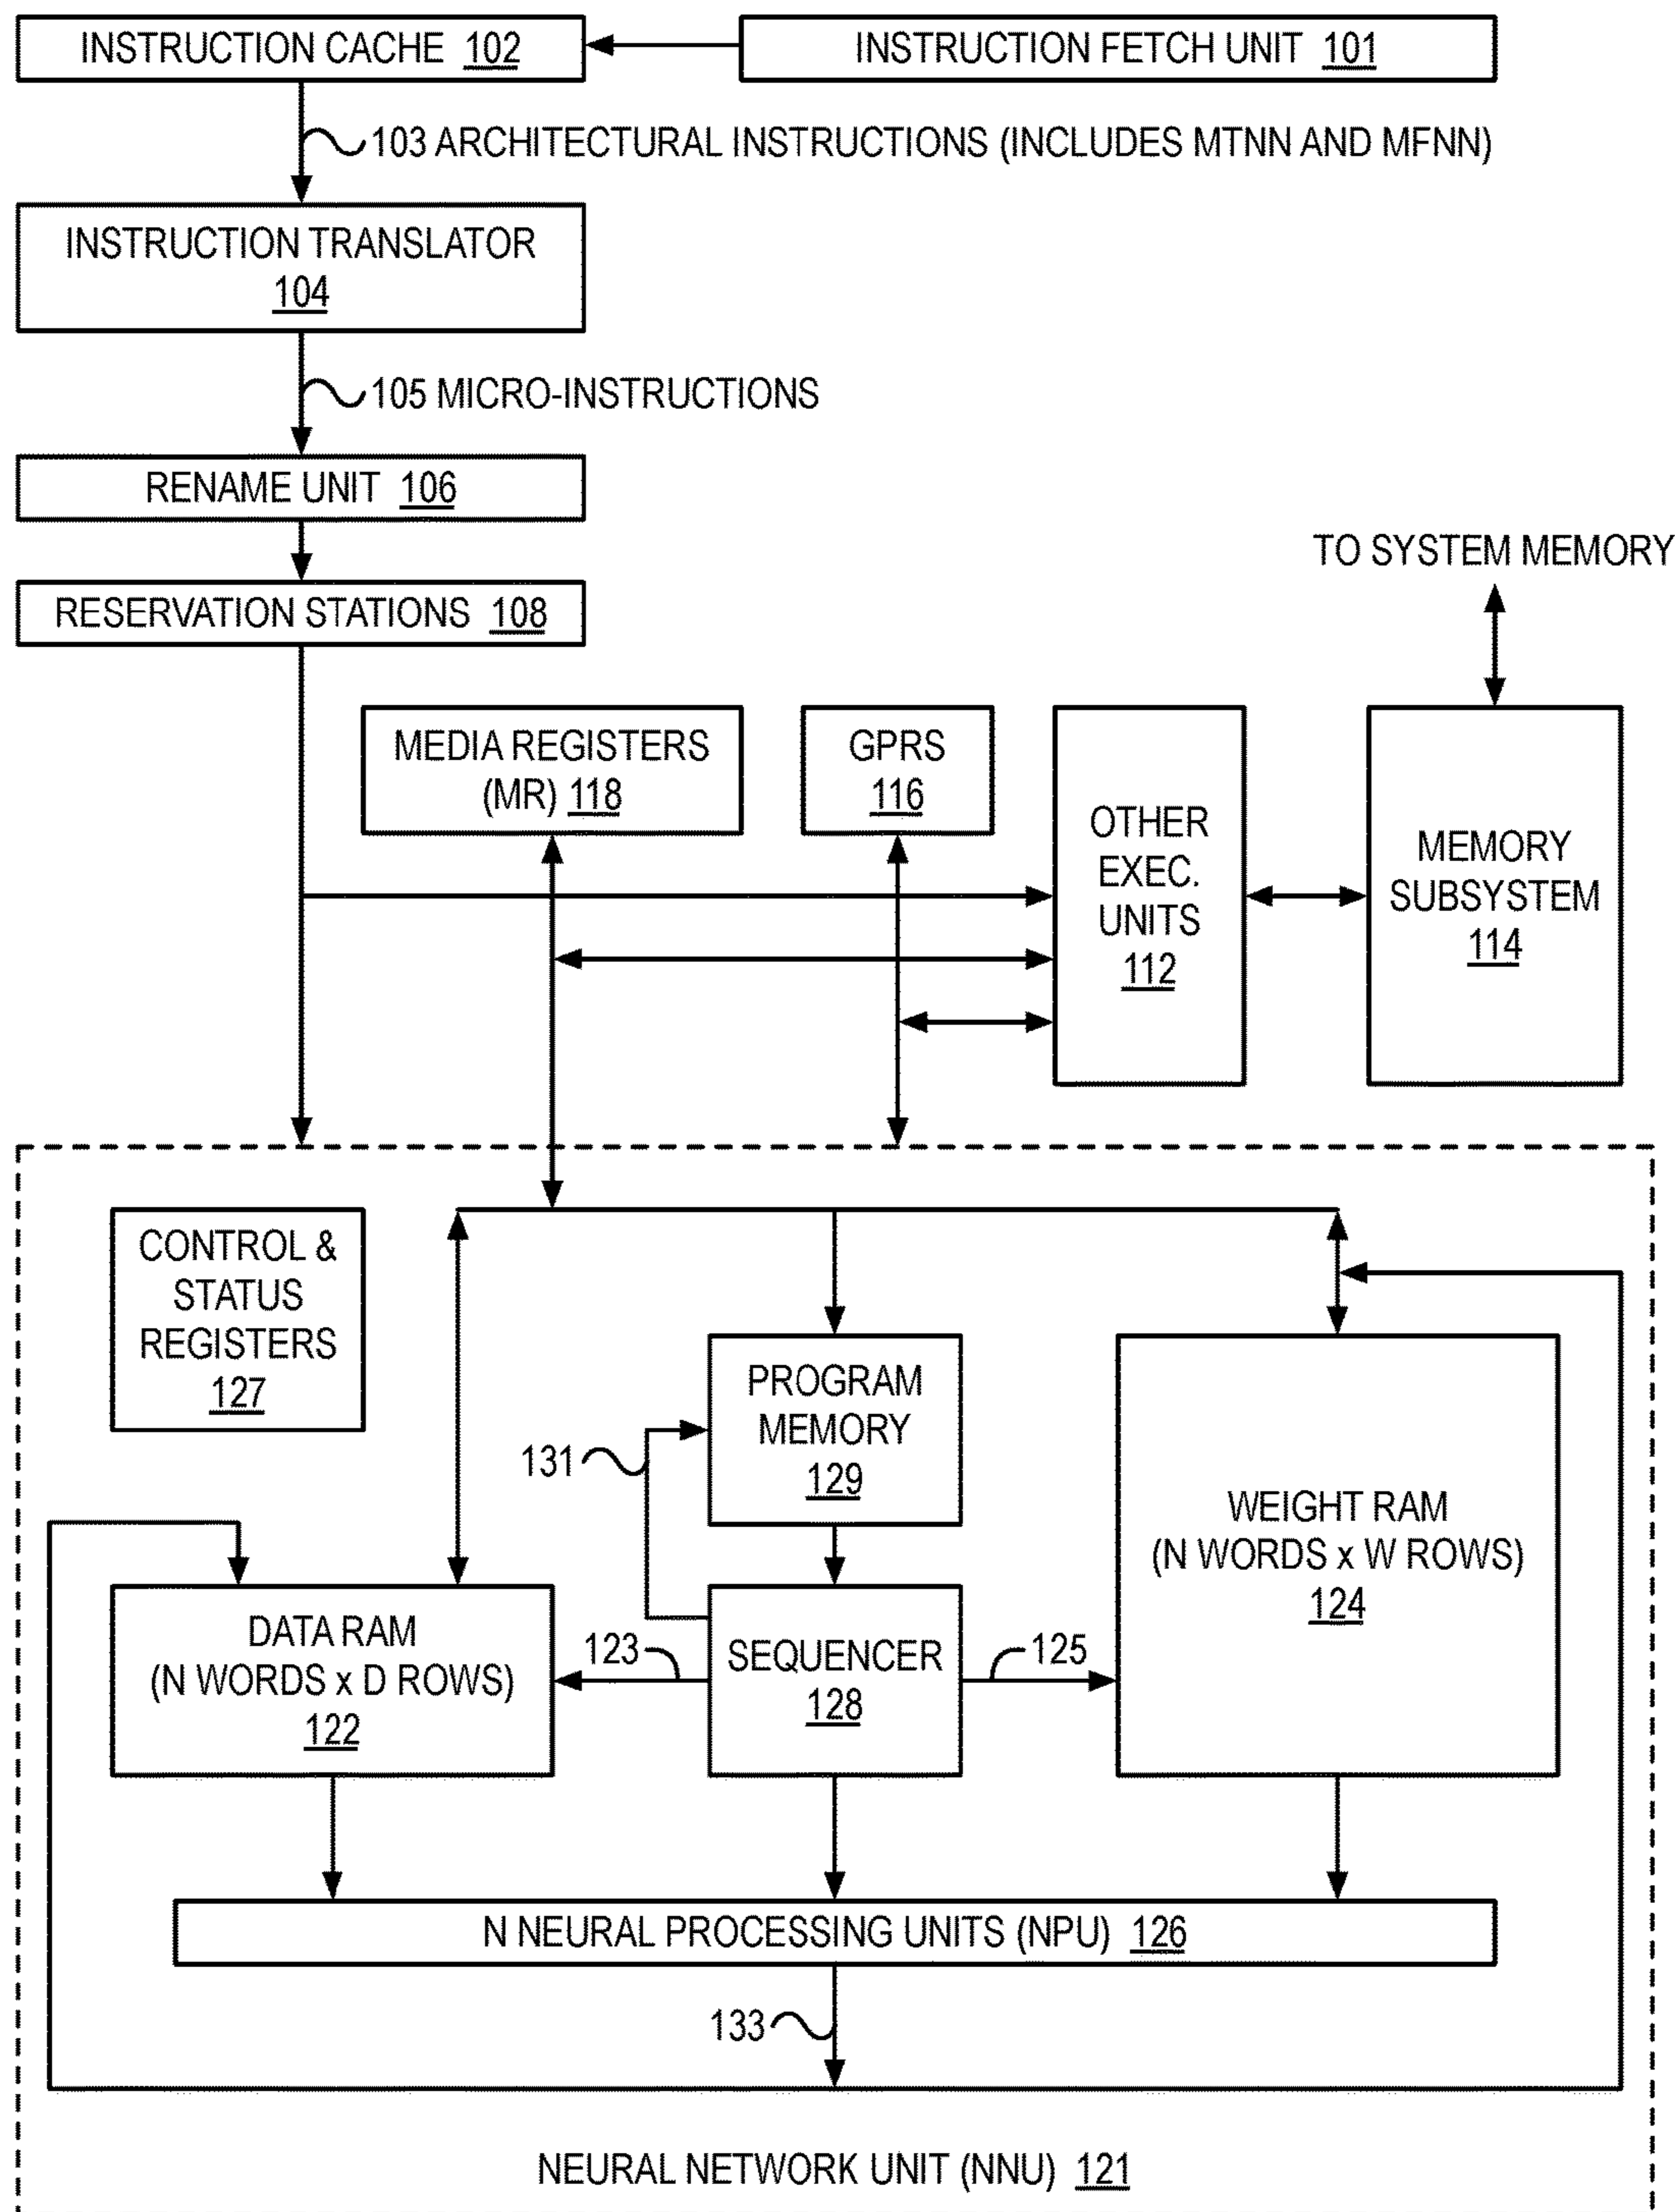 INSTRUCTION CACHE 102
INSTRUCTION FETCH UNIT 101
103 ARCHITECTURAL INSTRUCTIONS (INCLUDES MTNN AND MFNN)
INSTRUCTION TRANSLATOR
104
105 MICRO-INSTRUCTIONS
RENAME UNIT 106
RESERVATION STATIONS 108
TO SYSTEM MEMORY
MEDIA REGISTERS
(MR) 118
GPRS
116
OTHER
EXEC.
UNITS
112
MEMORY
SUBSYSTEM
114
CONTROL &
STATUS
REGISTERS
127
PROGRAM
MEMORY
129
131
WEIGHT RAM
(N WORDS x W ROWS)
124
DATA RAM
(N WORDS x D ROWS)
122
123
SEQUENCER
128
125
N NEURAL PROCESSING UNITS (NPU) 126
133
NEURAL NETWORK UNIT (NNU) 121